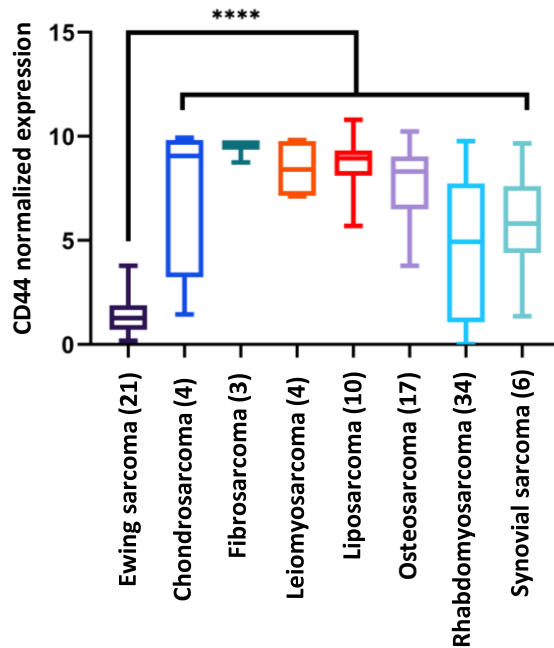 ****
15
10
5
0
CD44 normalized expression
Ewing sarcoma (21)
Chondrosarcoma (4)
Fibrosarcoma (3)
Leiomyosarcoma (4)
Liposarcoma (10)
Osteosarcoma (17)
Rhabdomyosarcoma (34)
Synovial sarcoma (6)